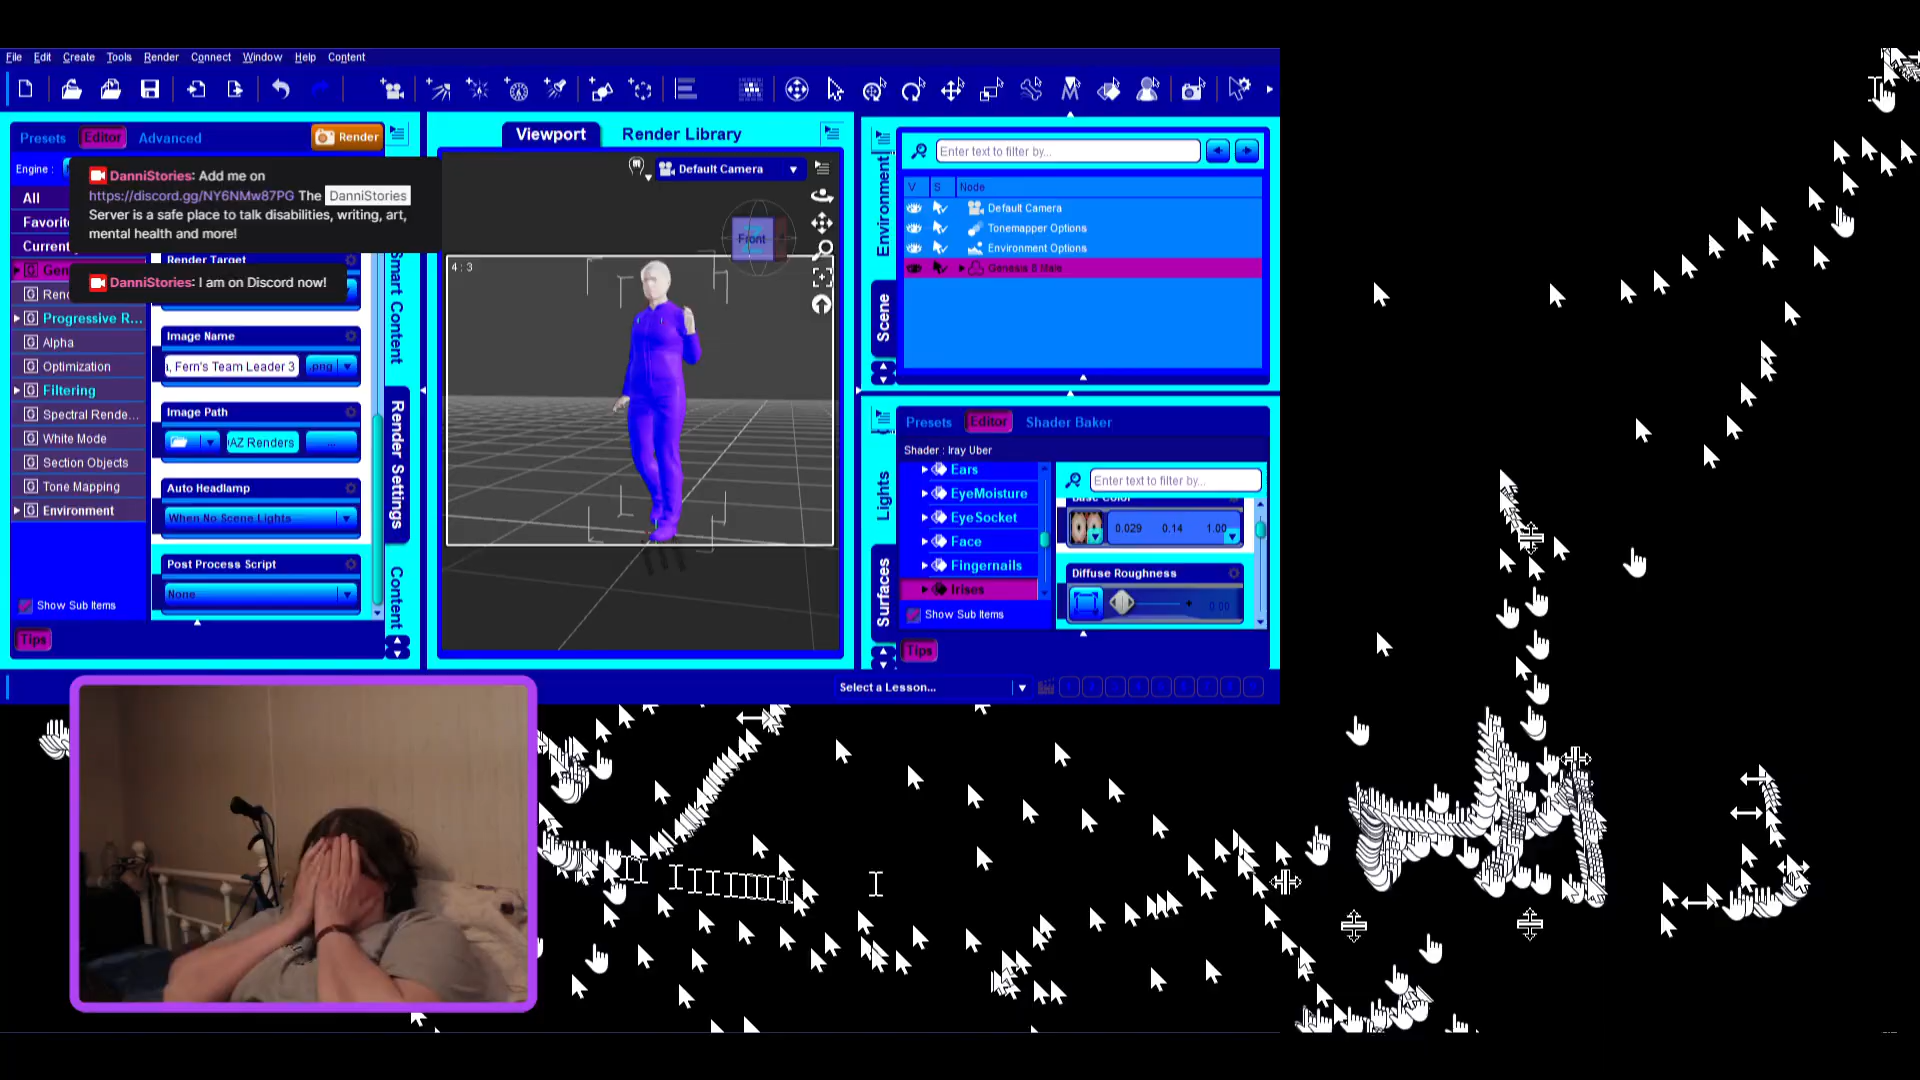 File Edit Create Tools Render Connect Window Help Content
Presets Editor Advanced Render
Engine :
DanniStories: Add me on
https://discord.gg/NY6NMw87PG The DanniStories
Server is a safe place to talk disabilities, writing, art,
mental health and more!
DanniStories: I am on Discord now!
All
Favorite
Current
Gen
Ren
Progressive R...
Alpha
Optimization
Filtering
Spectral Rende...
White Mode
Section Objects
Tone Mapping
Environment
Show Sub Items
Tips
Render Target
Image Name
, Fern's Team Leader 3 .png
Image Path
AZ Renders ...
Auto Headlamp
When No Scene Lights
Post Process Script
None
Smart Content
Render Settings
Content
Viewport Render Library
Default Camera
Front
4 : 3
Environment
Scene
Enter text to filter by...
V S Node
Default Camera
Tonemapper Options
Environment Options
Genesis 8 Male
Lights
Surfaces
Presets Editor Shader Baker
Shader : Iray Uber
Ears
EyeMoisture
EyeSocket
Face
Fingernails
Irises
Show Sub Items
Tips
Enter text to filter by...
Base Color
0.029 0.14 1.00
Diffuse Roughness
0.00
Select a Lesson...